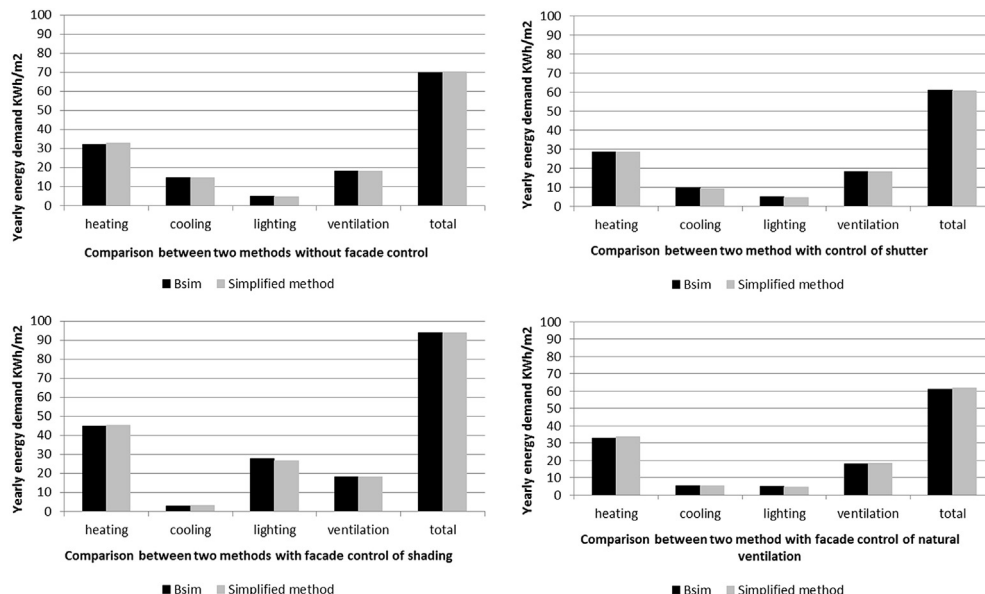 Yearly energy demand KWh/m2
100
90
80
70
60
50
40
30
20
10
0
heating cooling lighting ventilation total
Comparison between two methods without facade control
Bsim Simplified method
Yearly energy demand KWh/m2
100
90
80
70
60
50
40
30
20
10
0
heating cooling lighting ventilation total
Comparison between two method with control of shutter
Bsim Simplified method
Yearly energy demand KWh/m2
100
90
80
70
60
50
40
30
20
10
0
heating cooling lighting ventilation total
Comparison between two methods with facade control of shading
Bsim Simplified method
Yearly energy demand KWh/m2
100
90
80
70
60
50
40
30
20
10
0
heating cooling lighting ventilation total
Comparison between two method with facade control of natural
ventilation
Bsim Simplified method